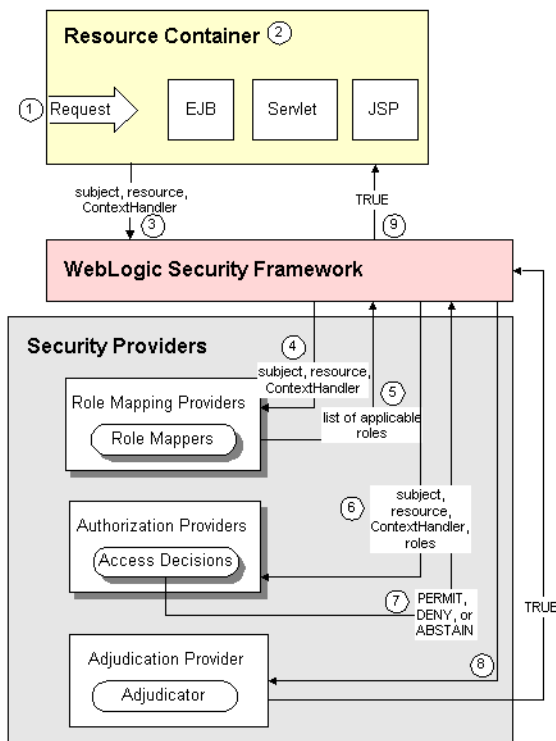 Resource Container 2
1 Request
EJB
Servlet
JSP
subject, resource,
ContextHandler
3
TRUE
9
WebLogic Security Framework
Security Providers
4
subject, resource,
ContextHandler
Role Mapping Providers
Role Mappers
5
list of applicable
roles
6
subject,
resource,
ContextHandler,
roles
Authorization Providers
Access Decisions
7
PERMIT,
DENY, or
ABSTAIN
TRUE
Adjudication Provider
Adjudicator
8